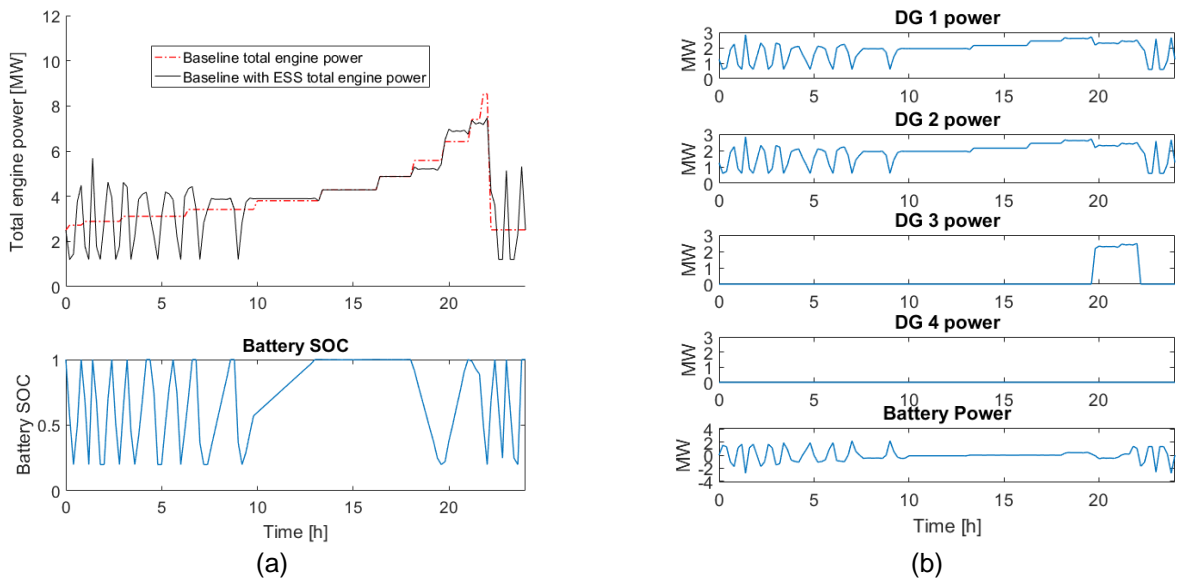 12
10
8
6
4
2
0
Total engine power [MW]
Baseline total engine power
Baseline with ESS total engine power
0 5 10 15 20
Battery SOC
1
0.5
0
Battery SOC
0 5 10 15 20
Time [h]
(a)
DG 1 power
3
2
1
0
MW
0 5 10 15 20
DG 2 power
3
2
1
0
MW
0 5 10 15 20
DG 3 power
3
2
1
0
MW
0 5 10 15 20
DG 4 power
3
2
1
0
MW
0 5 10 15 20
Battery Power
4
2
0
-2
-4
MW
0 5 10 15 20
Time [h]
(b)